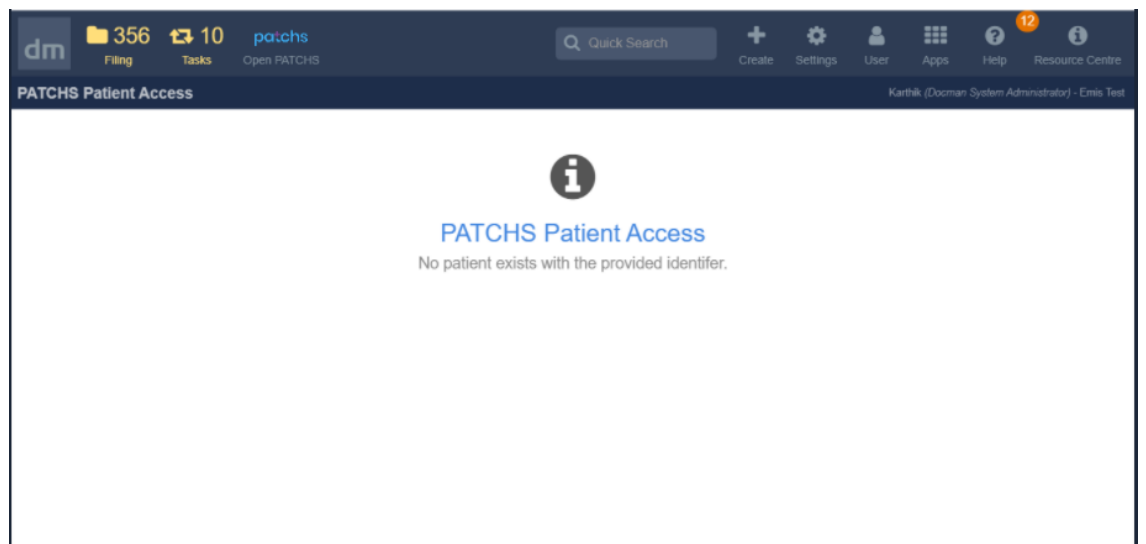 dm
356
Filing
10
Tasks
patchs
Open PATCHS
Quick Search
Create
Settings
User
Apps
Help
12
Resource Centre
PATCHS Patient Access
Karthik (Docman System Administrator) - Emis Test
PATCHS Patient Access
No patient exists with the provided identifer.